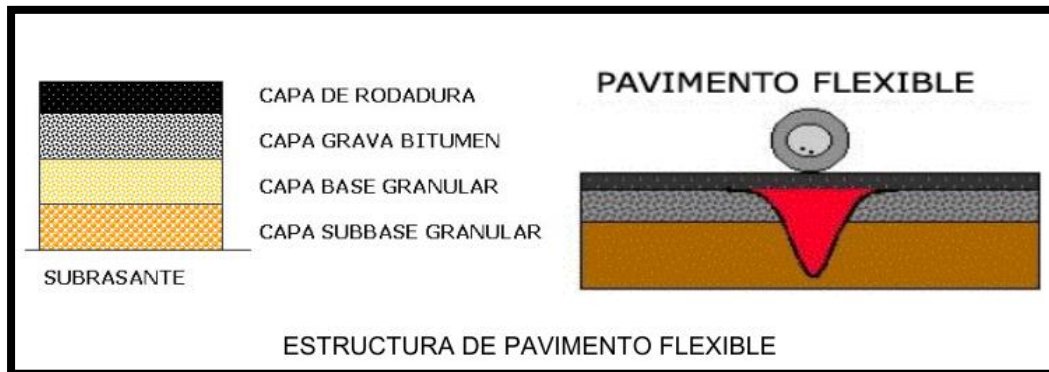 CAPA DE RODADURA
CAPA GRAVA BITUMEN
CAPA BASE GRANULAR
CAPA SUBBASE GRANULAR
SUBRASANTE
PAVIMENTO FLEXIBLE
ESTRUCTURA DE PAVIMENTO FLEXIBLE